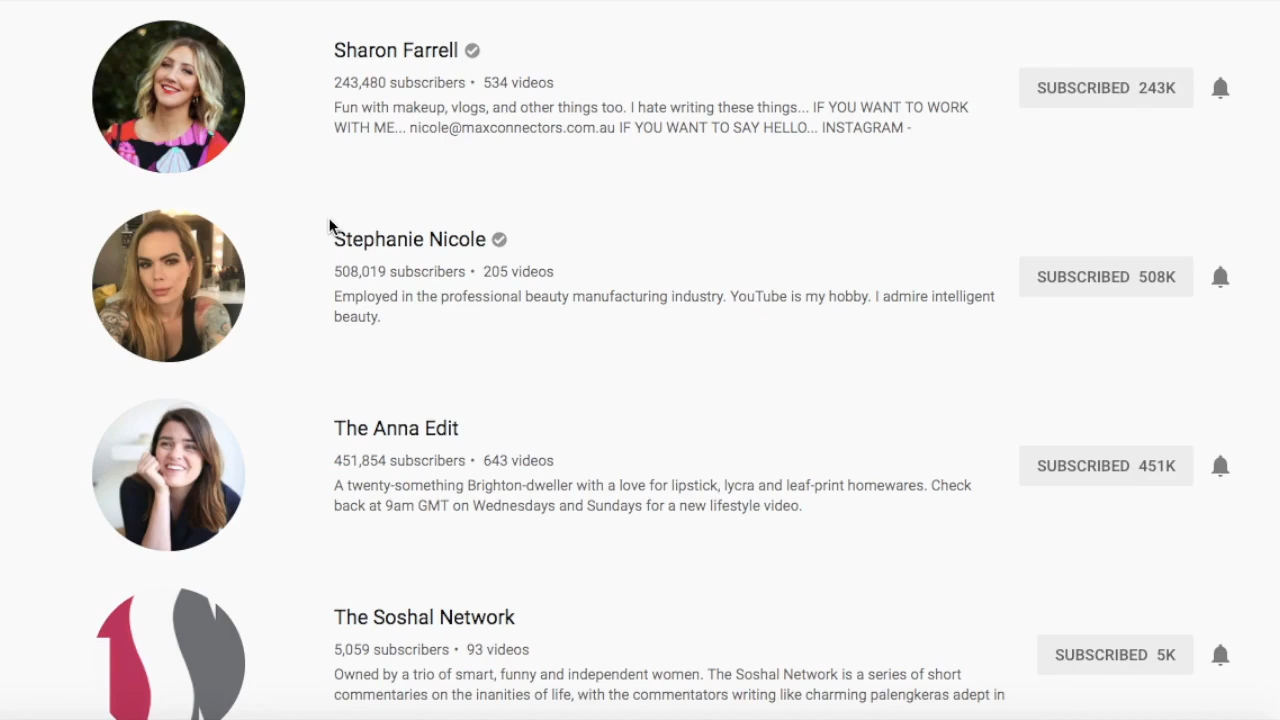 Sharon Farrell
243,480 subscribers • 534 videos
SUBSCRIBED 243K
Fun with makeup, vlogs, and other things too. I hate writing these things... IF YOU WANT TO WORK
WITH ME... nicole@maxconnectors.com.au IF YOU WANT TO SAY HELLO... INSTAGRAM -
Stephanie Nicole
508,019 subscribers • 205 videos
SUBSCRIBED 508K
Employed in the professional beauty manufacturing industry. YouTube is my hobby. I admire intelligent
beauty.
The Anna Edit
451,854 subscribers • 643 videos
SUBSCRIBED 451K
A twenty-something Brighton-dweller with a love for lipstick, lycra and leaf-print homewares. Check
back at 9am GMT on Wednesdays and Sundays for a new lifestyle video.
The Soshal Network
5,059 subscribers • 93 videos
SUBSCRIBED 5K
Owned by a trio of smart, funny and independent women. The Soshal Network is a series of short
commentaries on the inanities of life, with the commentators writing like charming palengkeras adept in